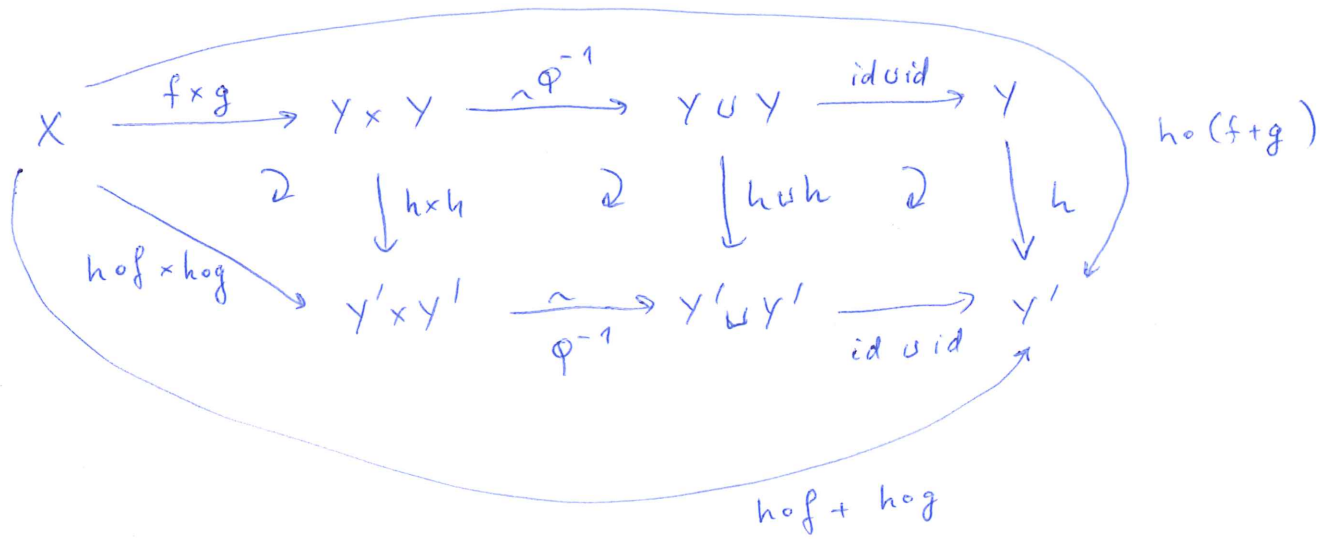 f × g ~ φ⁻¹ id ⊔ id
X Y × Y Y ⊔ Y Y h∘(f+g)
h×h h⊔h h
h∘f × h∘g
Y' × Y' ~ Y' ⊔ Y' Y'
φ⁻¹ id ⊔ id
h∘f + h∘g